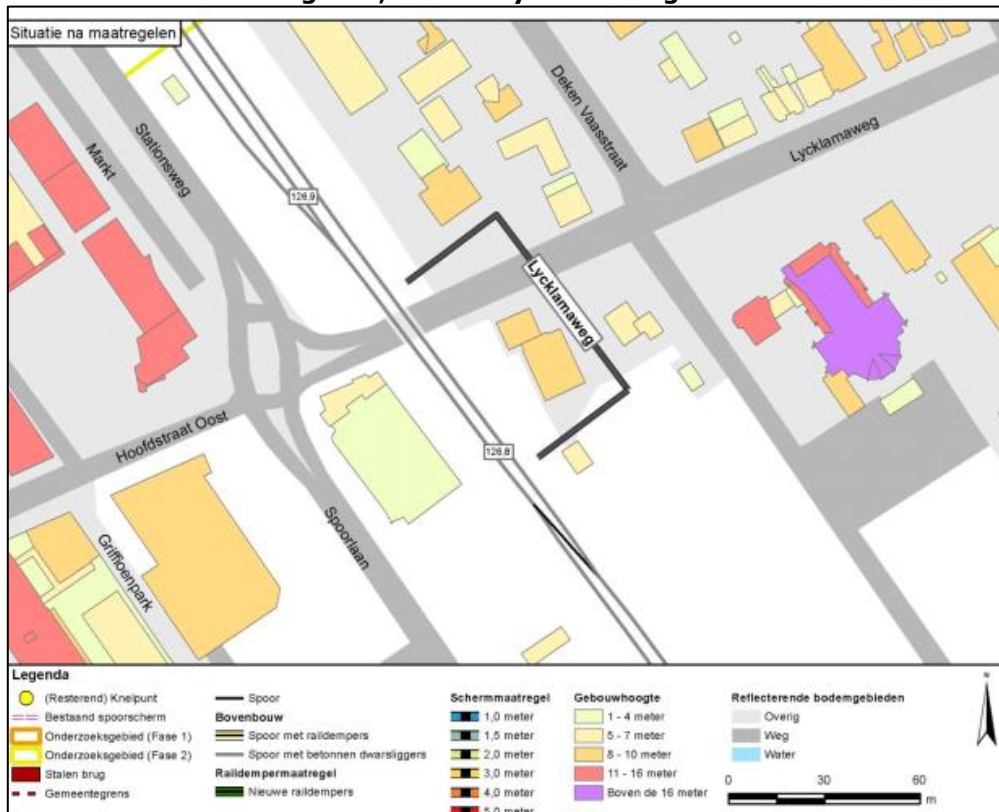 Situatie na maatregelen
Markt
Stationsweg
126.9
Deken Vaasstraat
Lycklamaweg
Lycklamaweg
Hoofdstraat Oost
126.8
Spoorlaan
Griffioenpark
Legenda
(Resterend) Knelpunt
Bestaand spoorscherm
Onderzoeksgebied (Fase 1)
Onderzoeksgebied (Fase 2)
Stalen brug
Gemeentegrens
Spoor
Bovenbouw
Spoor met raildempers
Spoor met betonnen dwarsliggers
Raildempermaatregel
Nieuwe raildempers
Schermmaatregel
1,0 meter
1,5 meter
2,0 meter
3,0 meter
4,0 meter
5,0 meter
Gebouwhoogte
1 - 4 meter
5 - 7 meter
8 - 10 meter
11 - 16 meter
Boven de 16 meter
Reflecterende bodemgebieden
Overig
Weg
Water
N
0 30 60
m